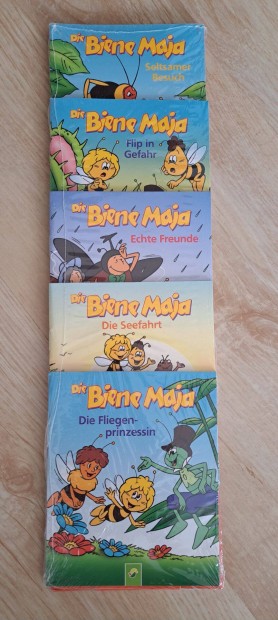 Die Biene Maja
Seltsamer
Besuch
Die Biene Maja
Flip in
Gefahr
Die Biene Maja
Echte Freunde
Die Biene Maja
Die Seefahrt
Die Biene Maja
Die Fliegen-
prinzessin